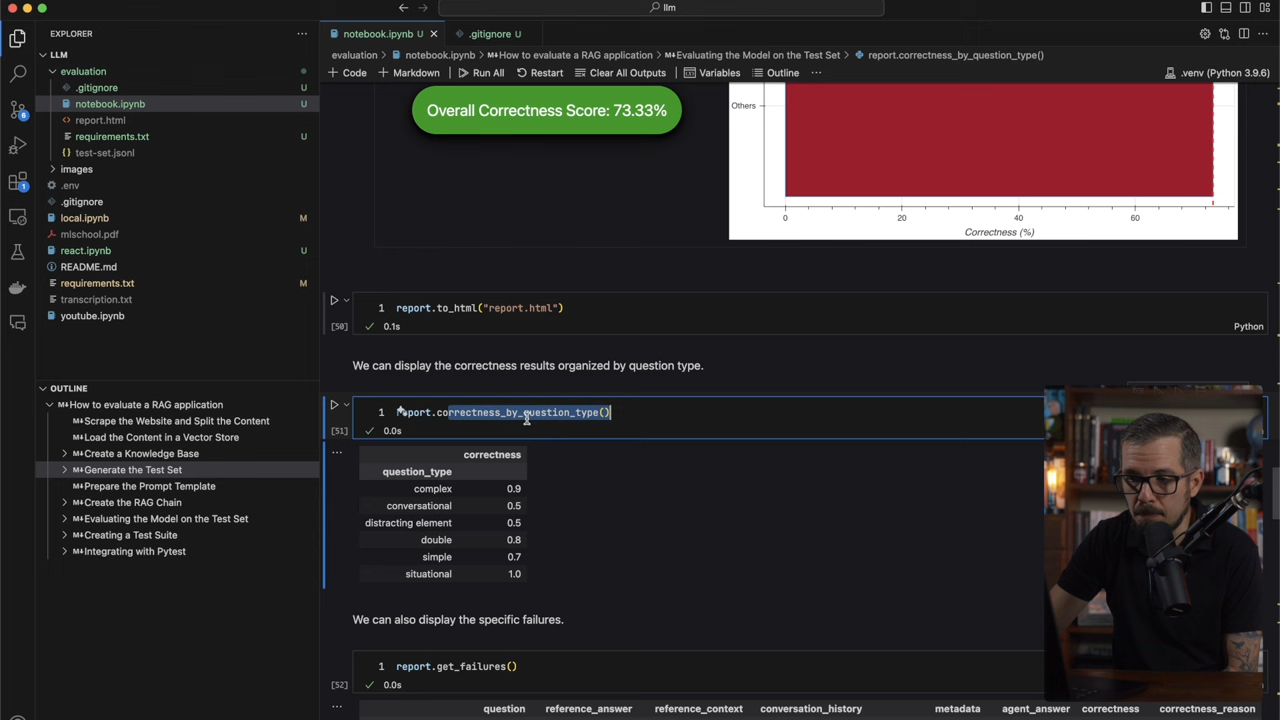 llm
EXPLORER
notebook.ipynb U
.gitignore U
LLM
evaluation > notebook.ipynb > How to evaluate a RAG application > Evaluating the Model on the Test Set > report.correctness_by_question_type()
evaluation
+ Code + Markdown Run All Restart Clear All Outputs Variables Outline ... .venv (Python 3.9.6)
.gitignore U
notebook.ipynb U
report.html
requirements.txt U
test-set.jsonl
images
.env
.gitignore
local.ipynb M
mlschool.pdf
react.ipynb U
README.md
requirements.txt M
transcription.txt
youtube.ipynb
6
1
Overall Correctness Score: 73.33%
Others
0 20 40 60
Correctness (%)
1 report.to_html("report.html")
[50] 0.1s Python
We can display the correctness results organized by question type.
1 report.correctness_by_question_type()
[51] 0.0s
correctness
question_type
complex 0.9
conversational 0.5
distracting element 0.5
double 0.8
simple 0.7
situational 1.0
We can also display the specific failures.
1 report.get_failures()
[52] 0.0s
question reference_answer reference_context conversation_history metadata agent_answer correctness correctness_reason
OUTLINE
How to evaluate a RAG application
Scrape the Website and Split the Content
Load the Content in a Vector Store
Create a Knowledge Base
Generate the Test Set
Prepare the Prompt Template
Create the RAG Chain
Evaluating the Model on the Test Set
Creating a Test Suite
Integrating with Pytest